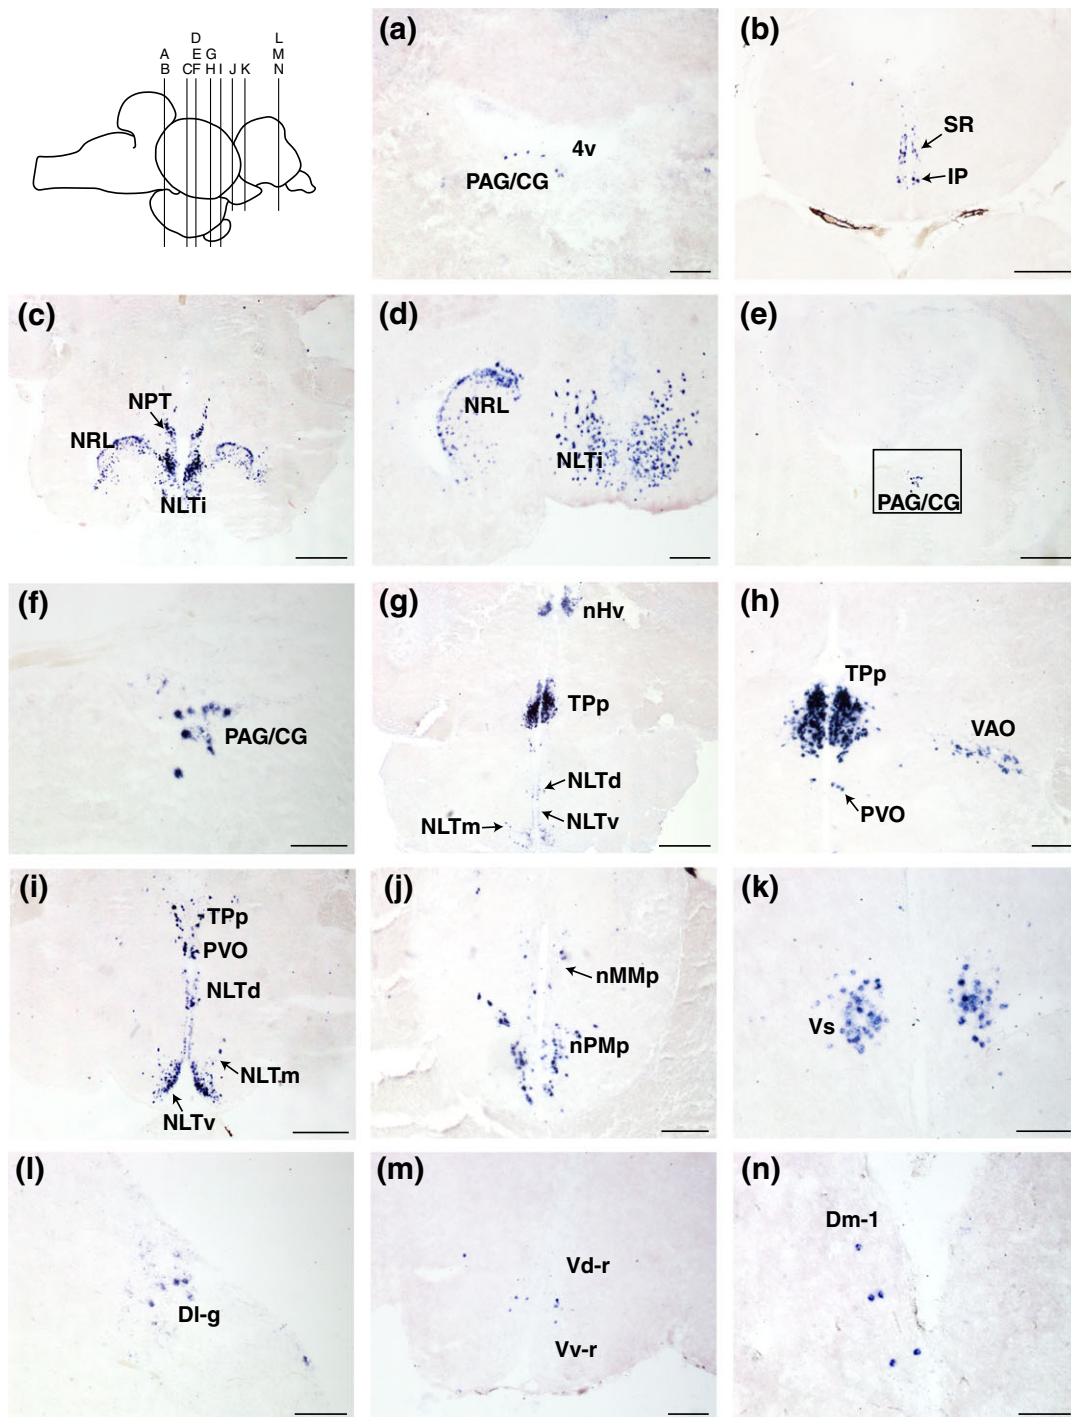 D L
A E G M
B C F H I J K N
(a)
4v
PAG/CG
(b)
SR
IP
(c)
NPT
NRL
NLTi
(d)
NRL
NLTi
(e)
PAG/CG
(f)
PAG/CG
(g)
nHv
TPp
NLTd
NLTm
NLTv
(h)
TPp
VAO
PVO
(i)
TPp
PVO
NLTd
NLTm
NLTv
(j)
nMMp
nPMp
(k)
Vs
(l)
Dl-g
(m)
Vd-r
Vv-r
(n)
Dm-1